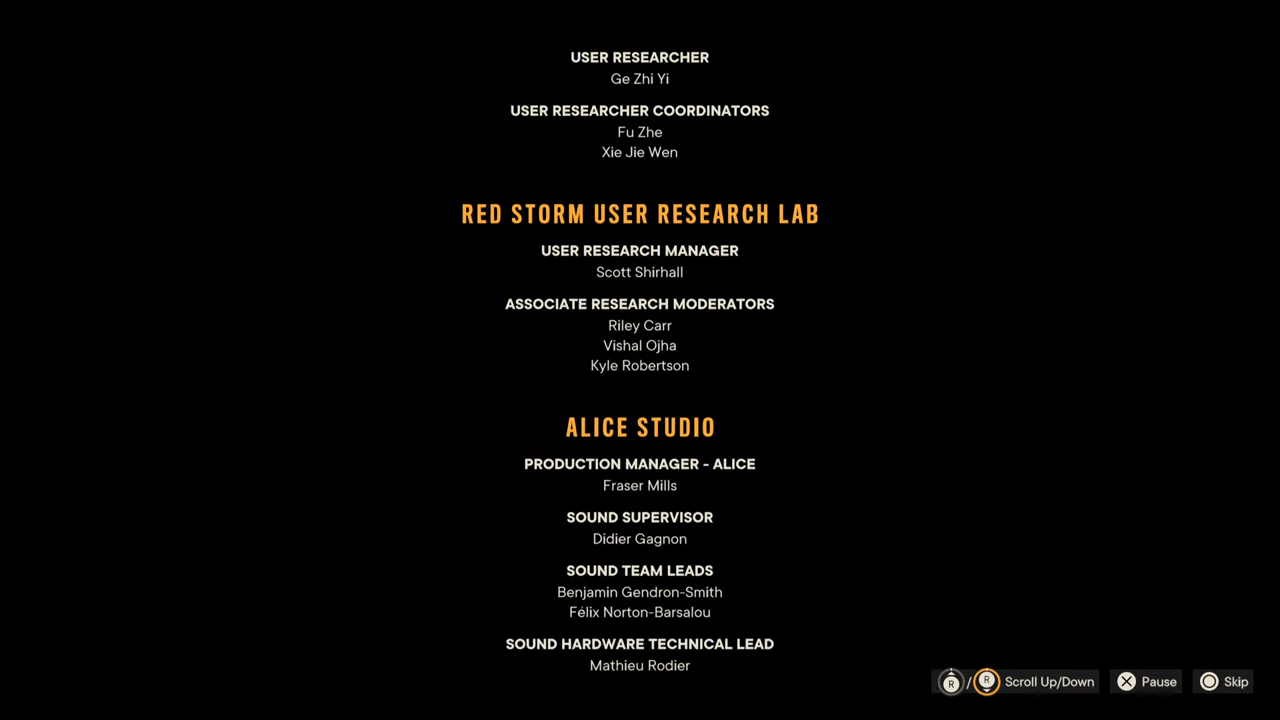 USER RESEARCHER
Ge Zhi Yi
USER RESEARCHER COORDINATORS
Fu Zhe
Xie Jie Wen
RED STORM USER RESEARCH LAB
USER RESEARCH MANAGER
Scott Shirhall
ASSOCIATE RESEARCH MODERATORS
Riley Carr
Vishal Ojha
Kyle Robertson
ALICE STUDIO
PRODUCTION MANAGER - ALICE
Fraser Mills
SOUND SUPERVISOR
Didier Gagnon
SOUND TEAM LEADS
Benjamin Gendron-Smith
Félix Norton-Barsalou
SOUND HARDWARE TECHNICAL LEAD
Mathieu Rodier
R / R Scroll Up/Down Pause Skip